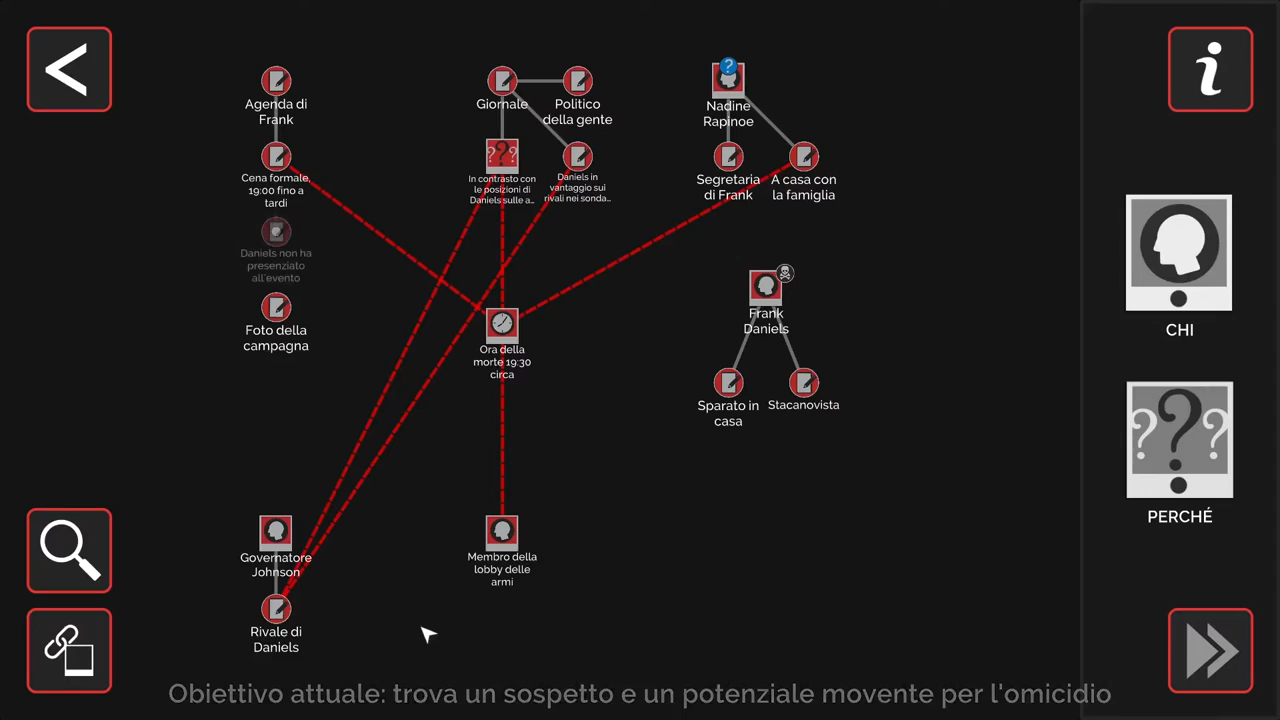 Agenda di
Frank
Giornale
Politico
della gente
Nadine
Rapinoe
Cena formale,
19:00 fino a
tardi
In contrasto con
le posizioni di
Daniels sulle a...
Daniels in
vantaggio sui
rivali nei sonda...
Segretaria
di Frank
A casa con
la famiglia
Daniels non ha
presenziato
all'evento
Foto della
campagna
Ora della
morte 19:30
circa
Frank
Daniels
Sparato in
casa
Stacanovista
CHI
PERCHÉ
Governatore
Johnson
Membro della
lobby delle
armi
Rivale di
Daniels
Obiettivo attuale: trova un sospetto e un potenziale movente per l'omicidio